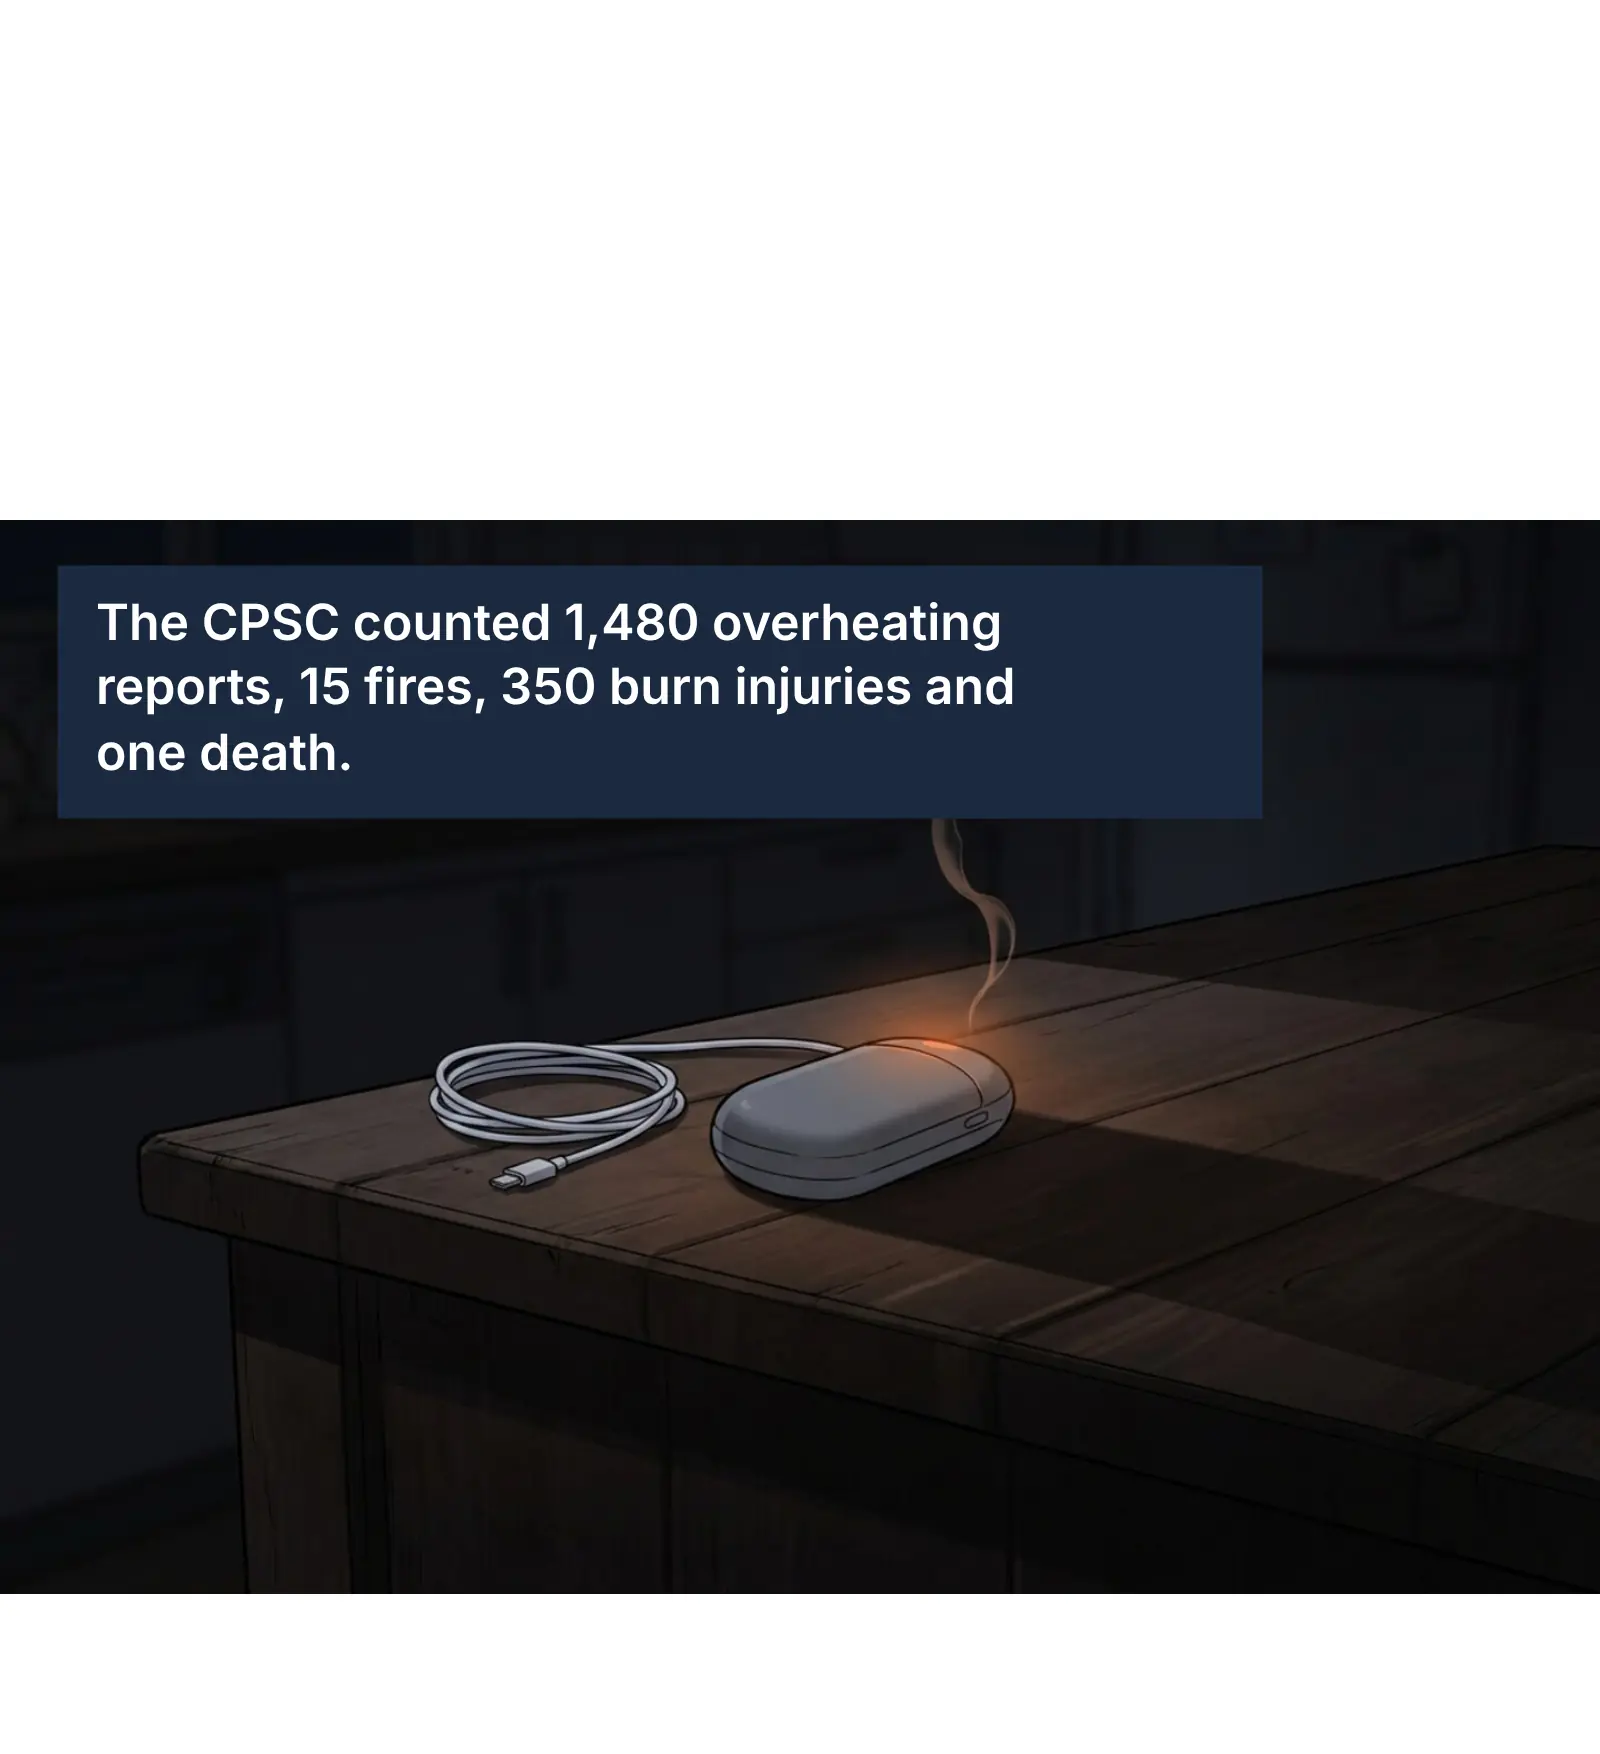 The CPSC counted 1,480 overheating
reports, 15 fires, 350 burn injuries and
one death.